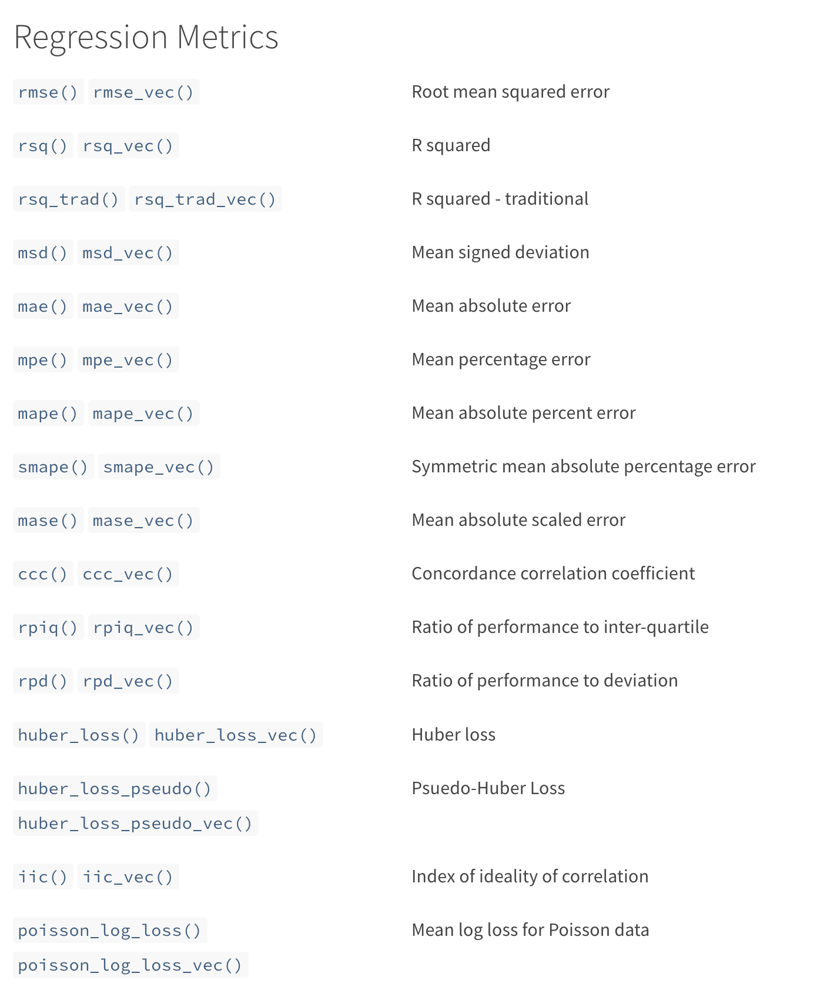 Regression Metrics
rmse() rmse_vec() Root mean squared error
rsq() rsq_vec() R squared
rsq_trad() rsq_trad_vec() R squared - traditional
msd() msd_vec() Mean signed deviation
mae() mae_vec() Mean absolute error
mpe() mpe_vec() Mean percentage error
mape() mape_vec() Mean absolute percent error
smape() smape_vec() Symmetric mean absolute percentage error
mase() mase_vec() Mean absolute scaled error
ccc() ccc_vec() Concordance correlation coefficient
rpiq() rpiq_vec() Ratio of performance to inter-quartile
rpd() rpd_vec() Ratio of performance to deviation
huber_loss() huber_loss_vec() Huber loss
huber_loss_pseudo() Psuedo-Huber Loss
huber_loss_pseudo_vec()
iic() iic_vec() Index of ideality of correlation
poisson_log_loss() Mean log loss for Poisson data
poisson_log_loss_vec()